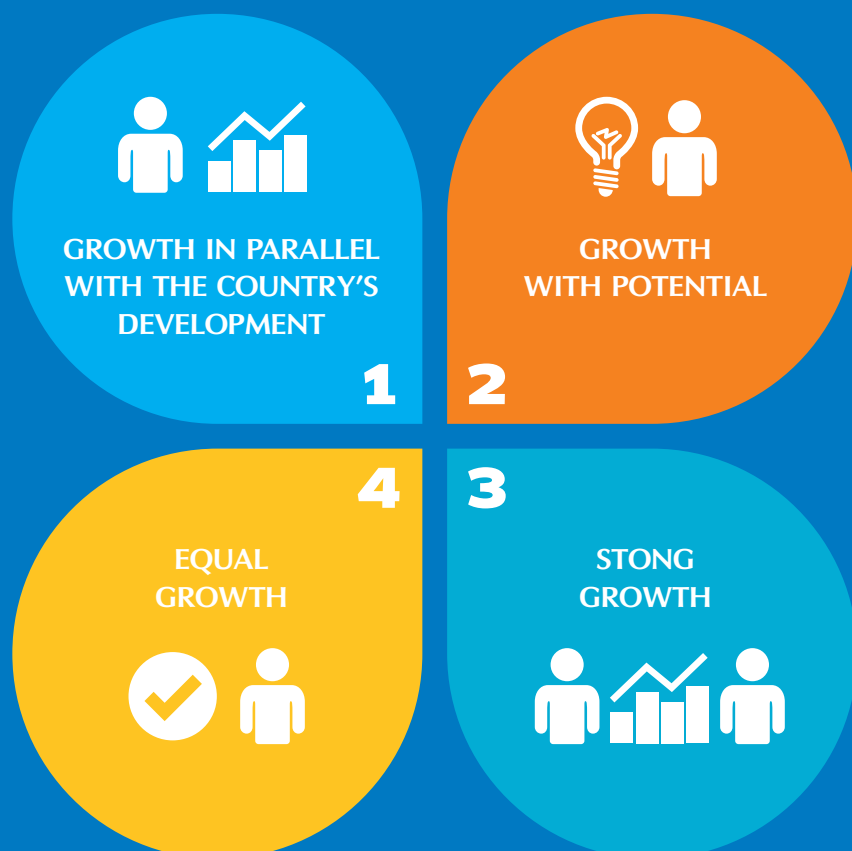 GROWTH IN PARALLEL
WITH THE COUNTRY'S
DEVELOPMENT
1
GROWTH
WITH POTENTIAL
2
3
STONG
GROWTH
4
EQUAL
GROWTH